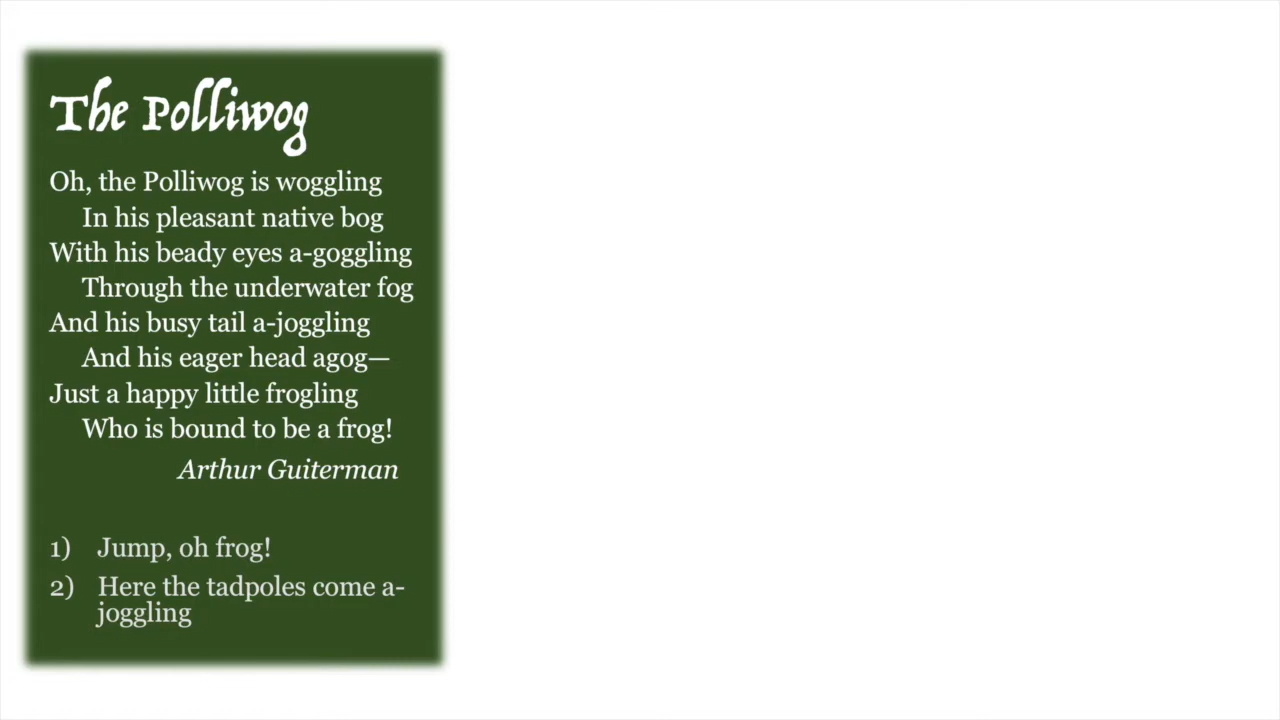 The Polliwog
Oh, the Polliwog is woggling
In his pleasant native bog
With his beady eyes a-goggling
Through the underwater fog
And his busy tail a-joggling
And his eager head agog—
Just a happy little frogling
Who is bound to be a frog!
Arthur Guiterman
1) Jump, oh frog!
2) Here the tadpoles come a-
joggling